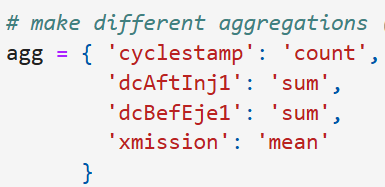 # make different aggregations (
agg = { 'cyclestamp': 'count',
'dcAftInj1': 'sum',
'dcBefEje1': 'sum',
'xmission': 'mean'
}